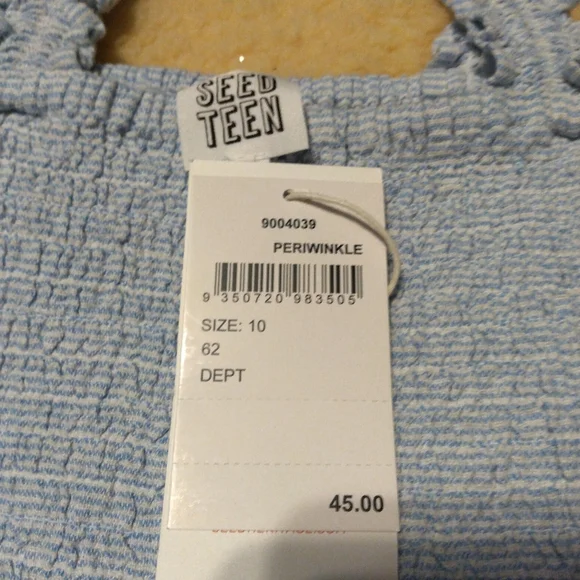 SEED
TEEN
9004039
PERIWINKLE
9 350720 983505
SIZE: 10
62
DEPT
45.00